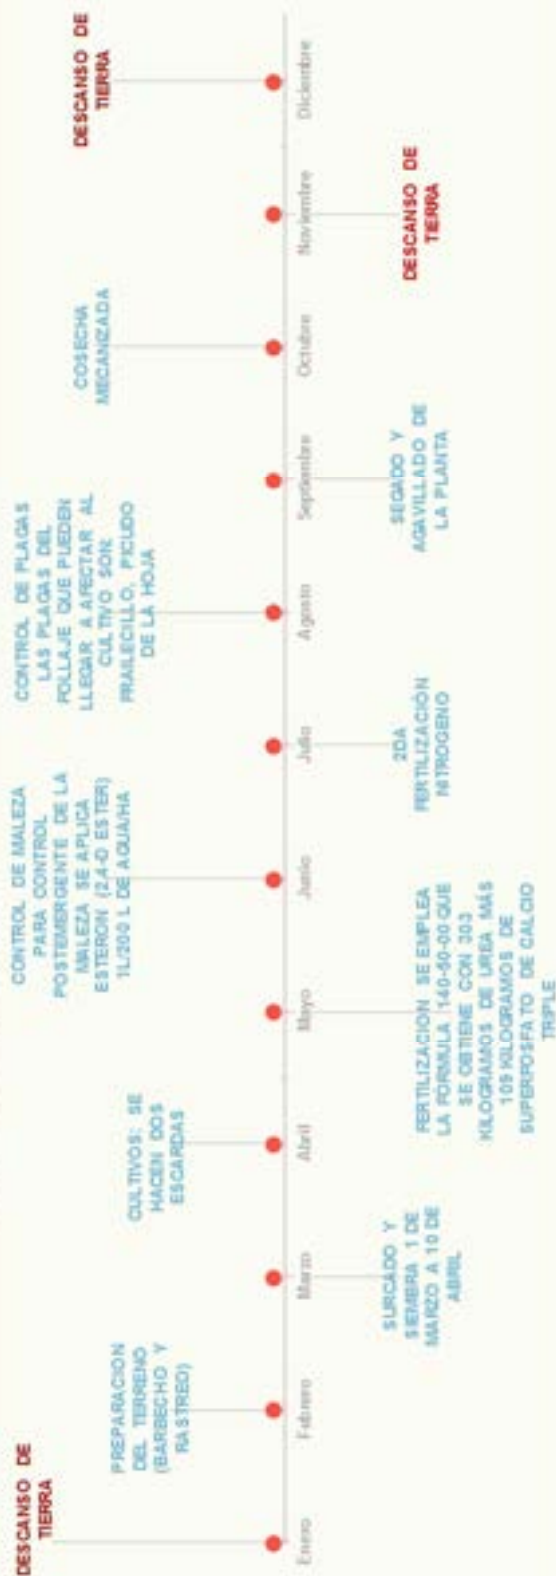 DESCANSO DE
TIERRA
PREPARACION
DEL TERRENO
(BARBECHO Y
RASTREO)
CULTIVOS: SE
HACEN DOS
ESCARDAS
CONTROL DE MALEZA
PARA CONTROL
POSTEMERGENTE DE LA
MALEZA SE APLICA
ESTERON (2,4-D ESTER)
1L/200 L DE AGUA/HA
CONTROL DE PLAGAS
LAS PLAGAS DEL
FOLLAJE QUE PUEDEN
LLEGAR A AFECTAR AL
CULTIVO SON:
FRAILECILLO, PICUDO
DE LA HOJA
COSECHA
MECANIZADA
DESCANSO DE
TIERRA
Enero
Febrero
Marzo
Abril
Mayo
Junio
Julio
Agosto
Septiembre
Octubre
Noviembre
Diciembre
SURCADO Y
SIEMBRA 1 DE
MARZO A 10 DE
ABRIL
FERTILIZACION SE EMPLEA
LA FÓRMULA 140-50-00 QUE
SE OBTIENE CON 303
KILOGRAMOS DE UREA MÁS
109 KILOGRAMOS DE
SUPERFOSFATO DE CALCIO
TRIPLE
2DA
FERTILIZACIÓN
NITROGENO
SEGADO Y
AGAVILLADO DE
LA PLANTA
DESCANSO DE
TIERRA